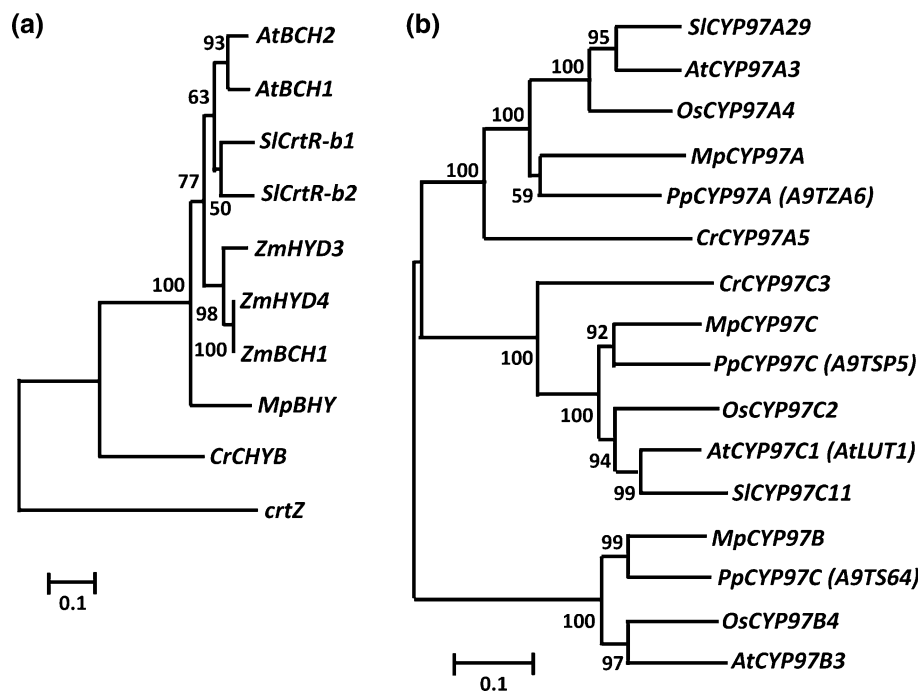 (a)
93
AtBCH2
AtBCH1
63
SlCrtR-b1
77
SlCrtR-b2
50
ZmHYD3
100
98
ZmHYD4
100
ZmBCH1
MpBHY
CrCHYB
crtZ
0.1
(b)
95
SlCYP97A29
100
AtCYP97A3
OsCYP97A4
100
MpCYP97A
100
59
PpCYP97A (A9TZA6)
CrCYP97A5
CrCYP97C3
100
92
MpCYP97C
PpCYP97C (A9TSP5)
100
OsCYP97C2
94
AtCYP97C1 (AtLUT1)
99
SlCYP97C11
99
MpCYP97B
PpCYP97C (A9TS64)
100
OsCYP97B4
97
AtCYP97B3
0.1